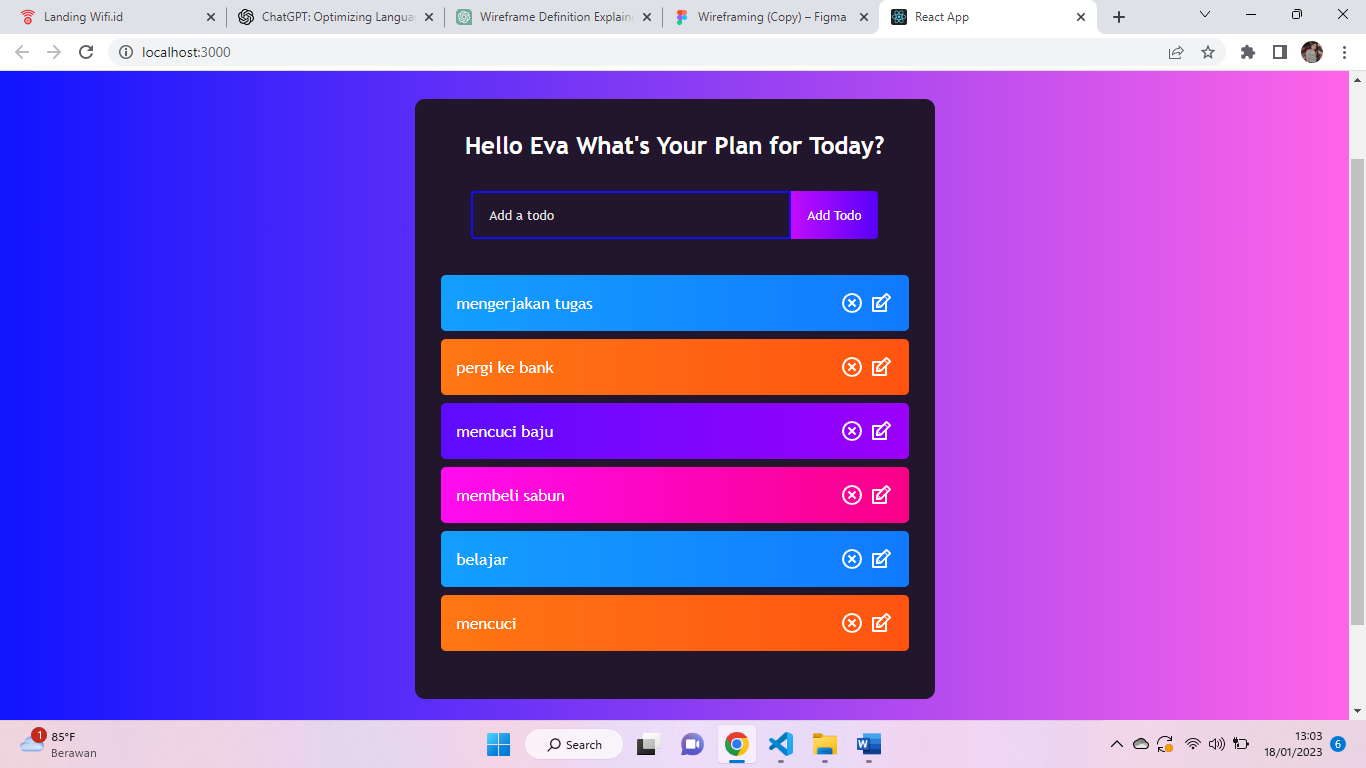 Landing Wifi.id
ChatGPT: Optimizing Langua
Wireframe Definition Explain
Wireframing (Copy) – Figma
React App
localhost:3000
Hello Eva What's Your Plan for Today?
Add a todo
Add Todo
mengerjakan tugas
pergi ke bank
mencuci baju
membeli sabun
belajar
mencuci
1
85°F
Berawan
Search
13:03
18/01/2023
6